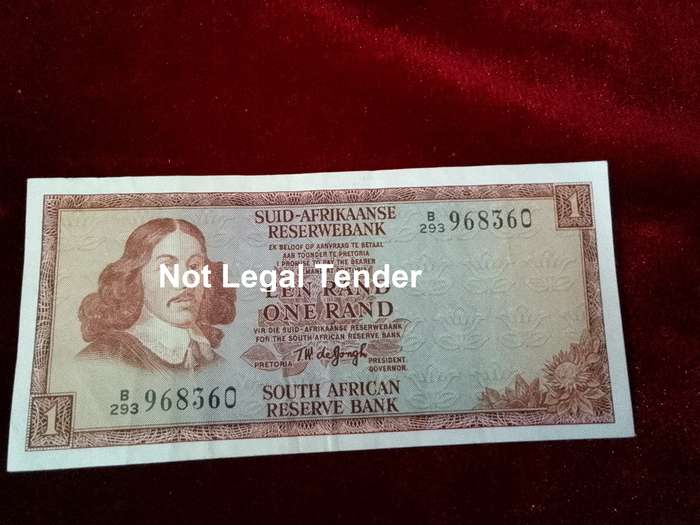 1
SUID-AFRIKAANSE
RESERWEBANK
B
293 968360
EK BELOOF OP AANVRAAG TE BETAAL
AAN TOONDER TE PRETORIA
I PROMISE TO PAY THE BEARER
Not Legal Tender
EEN RAND
ONE RAND
VIR DIE SUID-AFRIKAANSE RESERWEBANK
FOR THE SOUTH AFRICAN RESERVE BANK
T W de Jongh
PRETORIA
PRESIDENT
GOVERNOR.
B
293 968360
SOUTH AFRICAN
RESERVE BANK
1